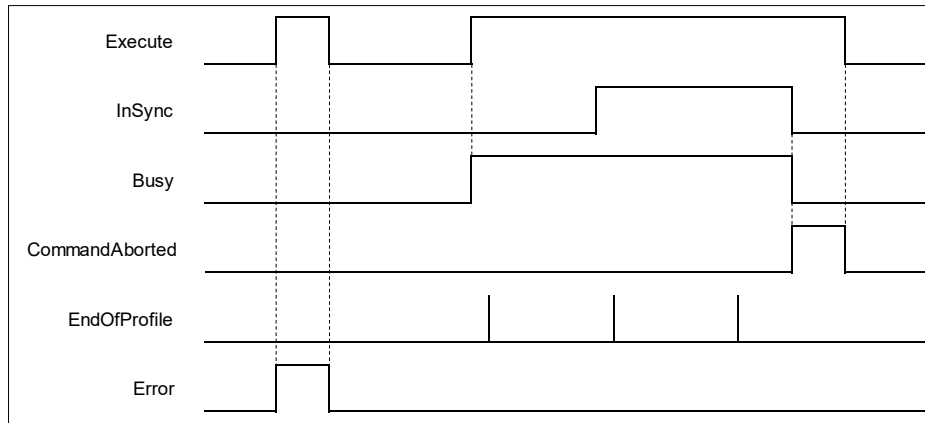 Execute
InSync
Busy
CommandAborted
EndOfProfile
Error